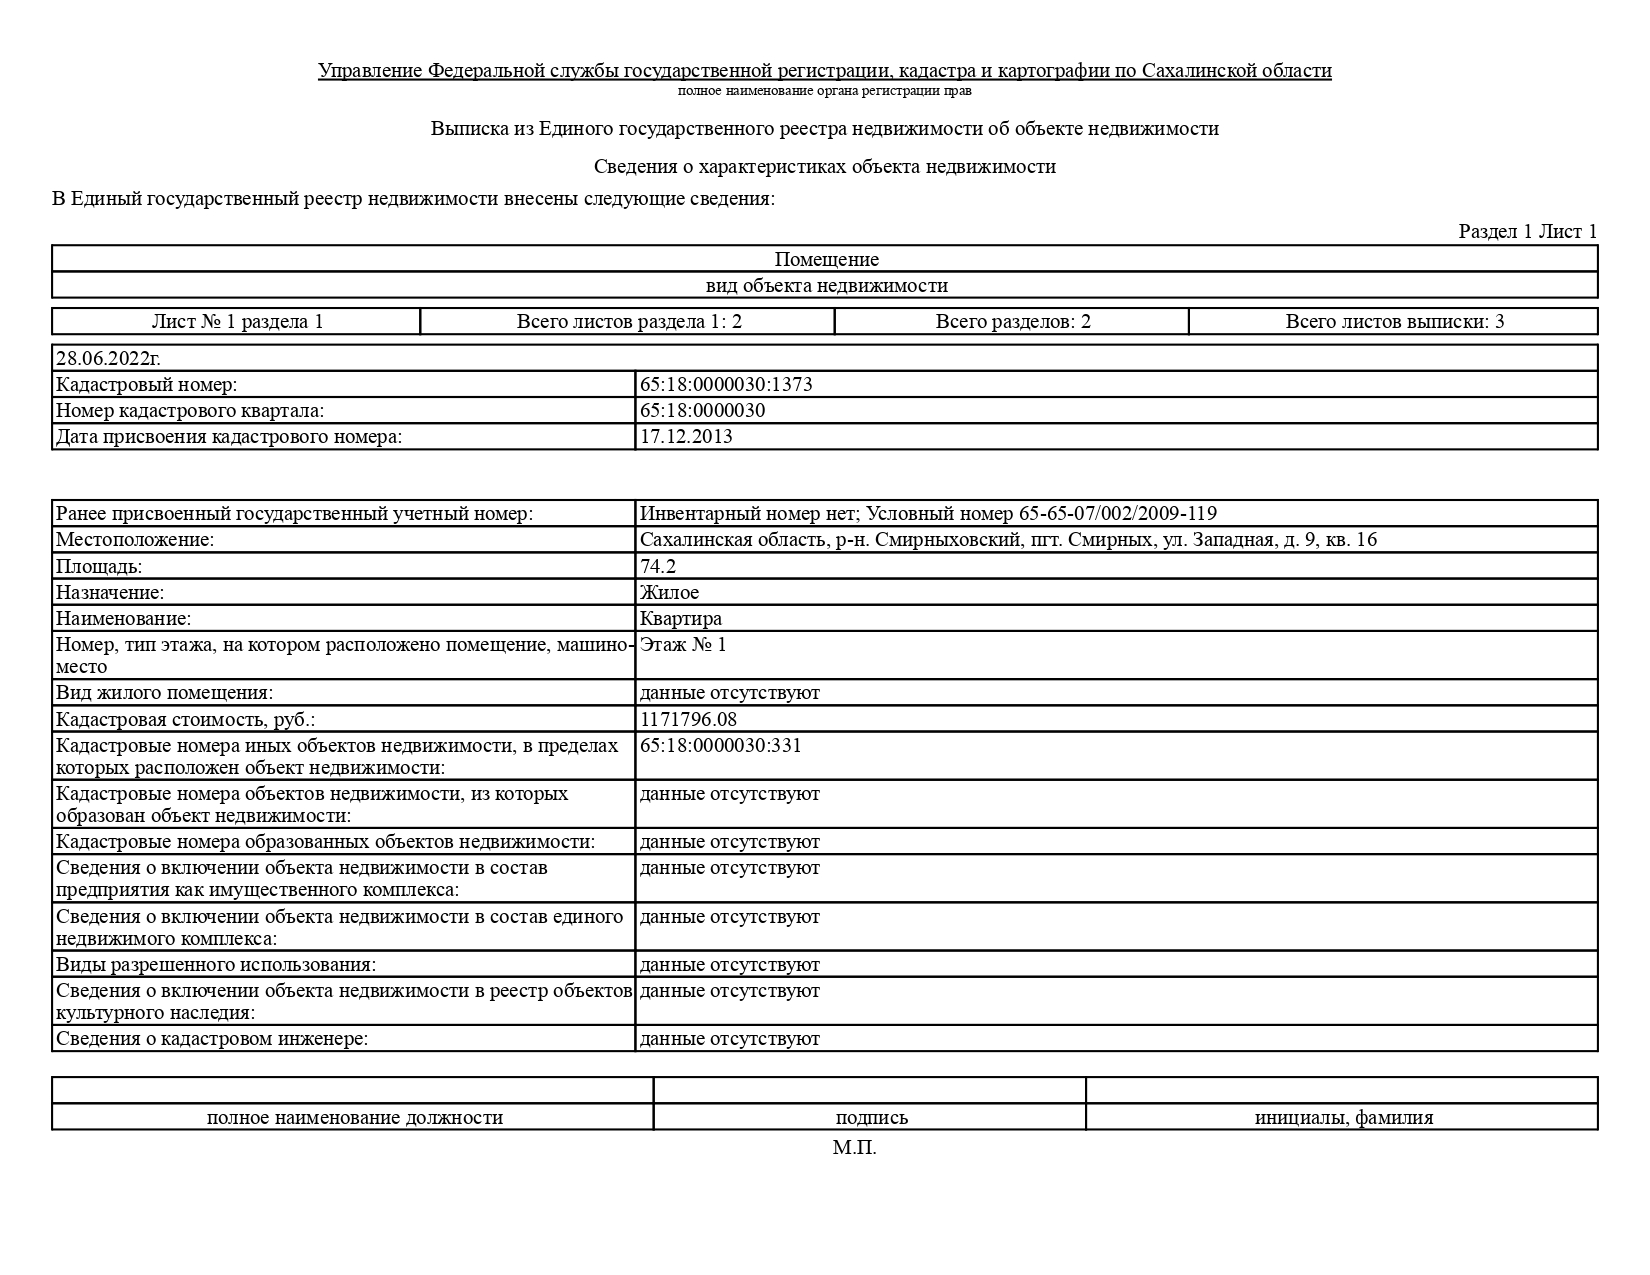 Управление Федеральной службы государственной регистрации, кадастра и картографии по Сахалинской области
полное наименование органа регистрации прав
Выписка из Единого государственного реестра недвижимости об объекте недвижимости
Сведения о характеристиках объекта недвижимости
В Единый государственный реестр недвижимости внесены следующие сведения:
Раздел 1 Лист 1
Помещение
вид объекта недвижимости
Лист № 1 раздела 1 Всего листов раздела 1: 2 Всего разделов: 2 Всего листов выписки: 3
28.06.2022г.
Кадастровый номер: 65:18:0000030:1373
Номер кадастрового квартала: 65:18:0000030
Дата присвоения кадастрового номера: 17.12.2013
Ранее присвоенный государственный учетный номер: Инвентарный номер нет; Условный номер 65-65-07/002/2009-119
Местоположение: Сахалинская область, р-н. Смирныховский, пгт. Смирных, ул. Западная, д. 9, кв. 16
Площадь: 74.2
Назначение: Жилое
Наименование: Квартира
Номер, тип этажа, на котором расположено помещение, машино- Этаж № 1
место
Вид жилого помещения: данные отсутствуют
Кадастровая стоимость, руб.: 1171796.08
Кадастровые номера иных объектов недвижимости, в пределах 65:18:0000030:331
которых расположен объект недвижимости:
Кадастровые номера объектов недвижимости, из которых данные отсутствуют
образован объект недвижимости:
Кадастровые номера образованных объектов недвижимости: данные отсутствуют
Сведения о включении объекта недвижимости в состав данные отсутствуют
предприятия как имущественного комплекса:
Сведения о включении объекта недвижимости в состав единого данные отсутствуют
недвижимого комплекса:
Виды разрешенного использования: данные отсутствуют
Сведения о включении объекта недвижимости в реестр объектов данные отсутствуют
культурного наследия:
Сведения о кадастровом инженере: данные отсутствуют
полное наименование должности подпись инициалы, фамилия
М.П.